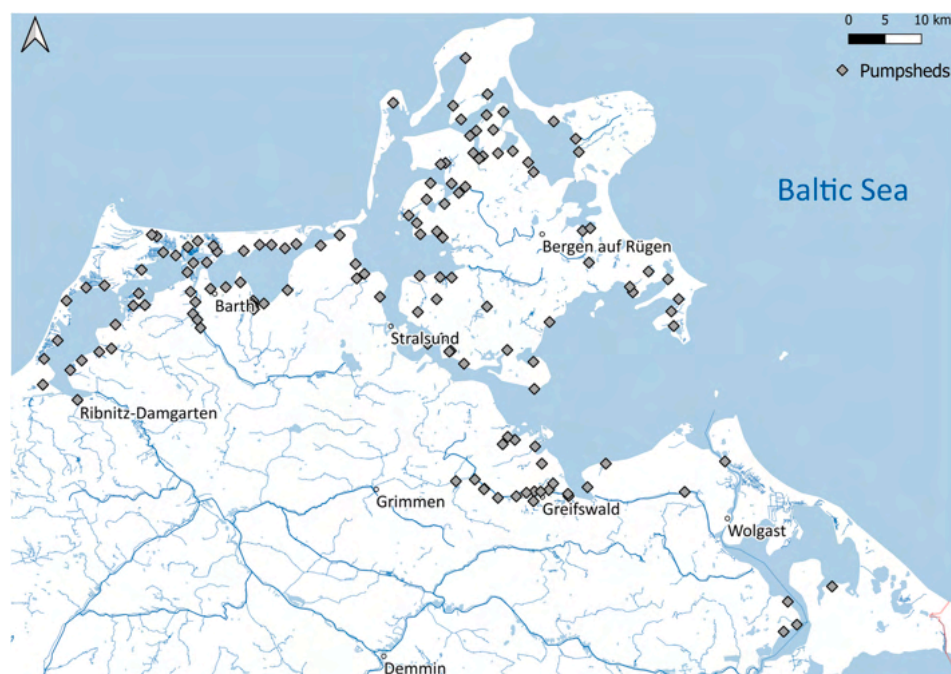 0 5 10 km
Pumpsheds
Baltic Sea
Bergen auf Rügen
Barth
Stralsund
Ribnitz-Damgarten
Grimmen
Greifswald
Wolgast
Demmin